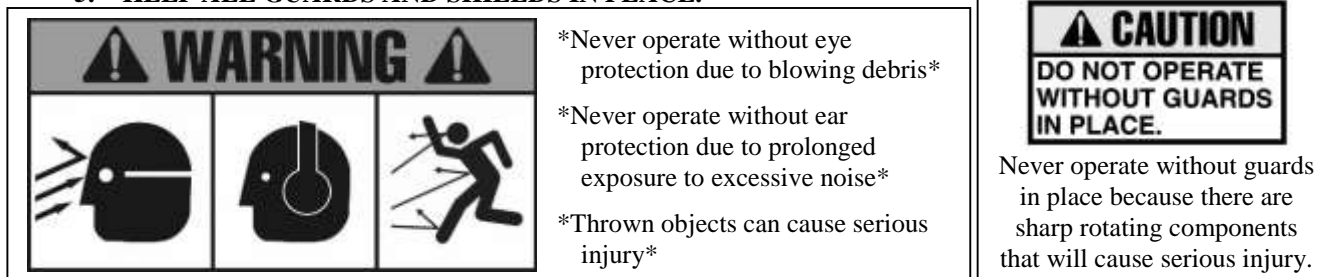 KEEP ALL GUARDS AND SHIELDS IN PLACE.
WARNING
*Never operate without eye
protection due to blowing debris*
*Never operate without ear
protection due to prolonged
exposure to excessive noise*
*Thrown objects can cause serious
injury*
CAUTION
DO NOT OPERATE
WITHOUT GUARDS
IN PLACE.
Never operate without guards
in place because there are
sharp rotating components
that will cause serious injury.